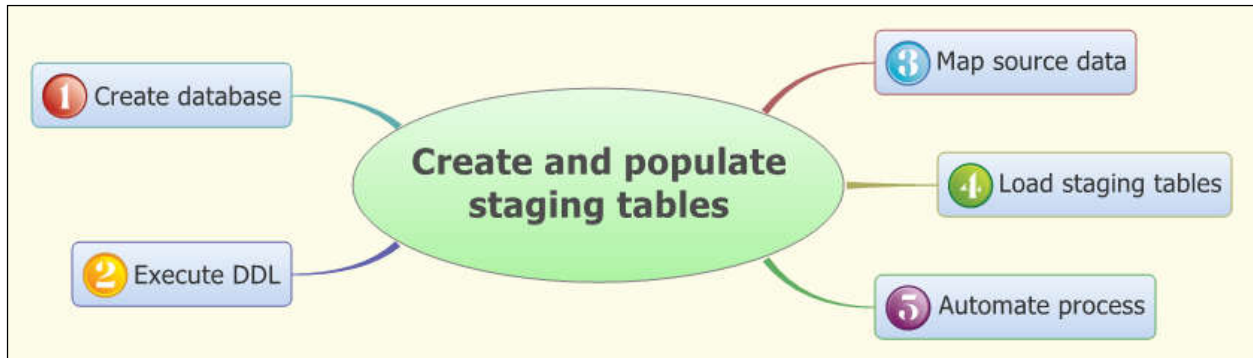 1 Create database
2 Execute DDL
Create and populate
staging tables
3 Map source data
4 Load staging tables
5 Automate process